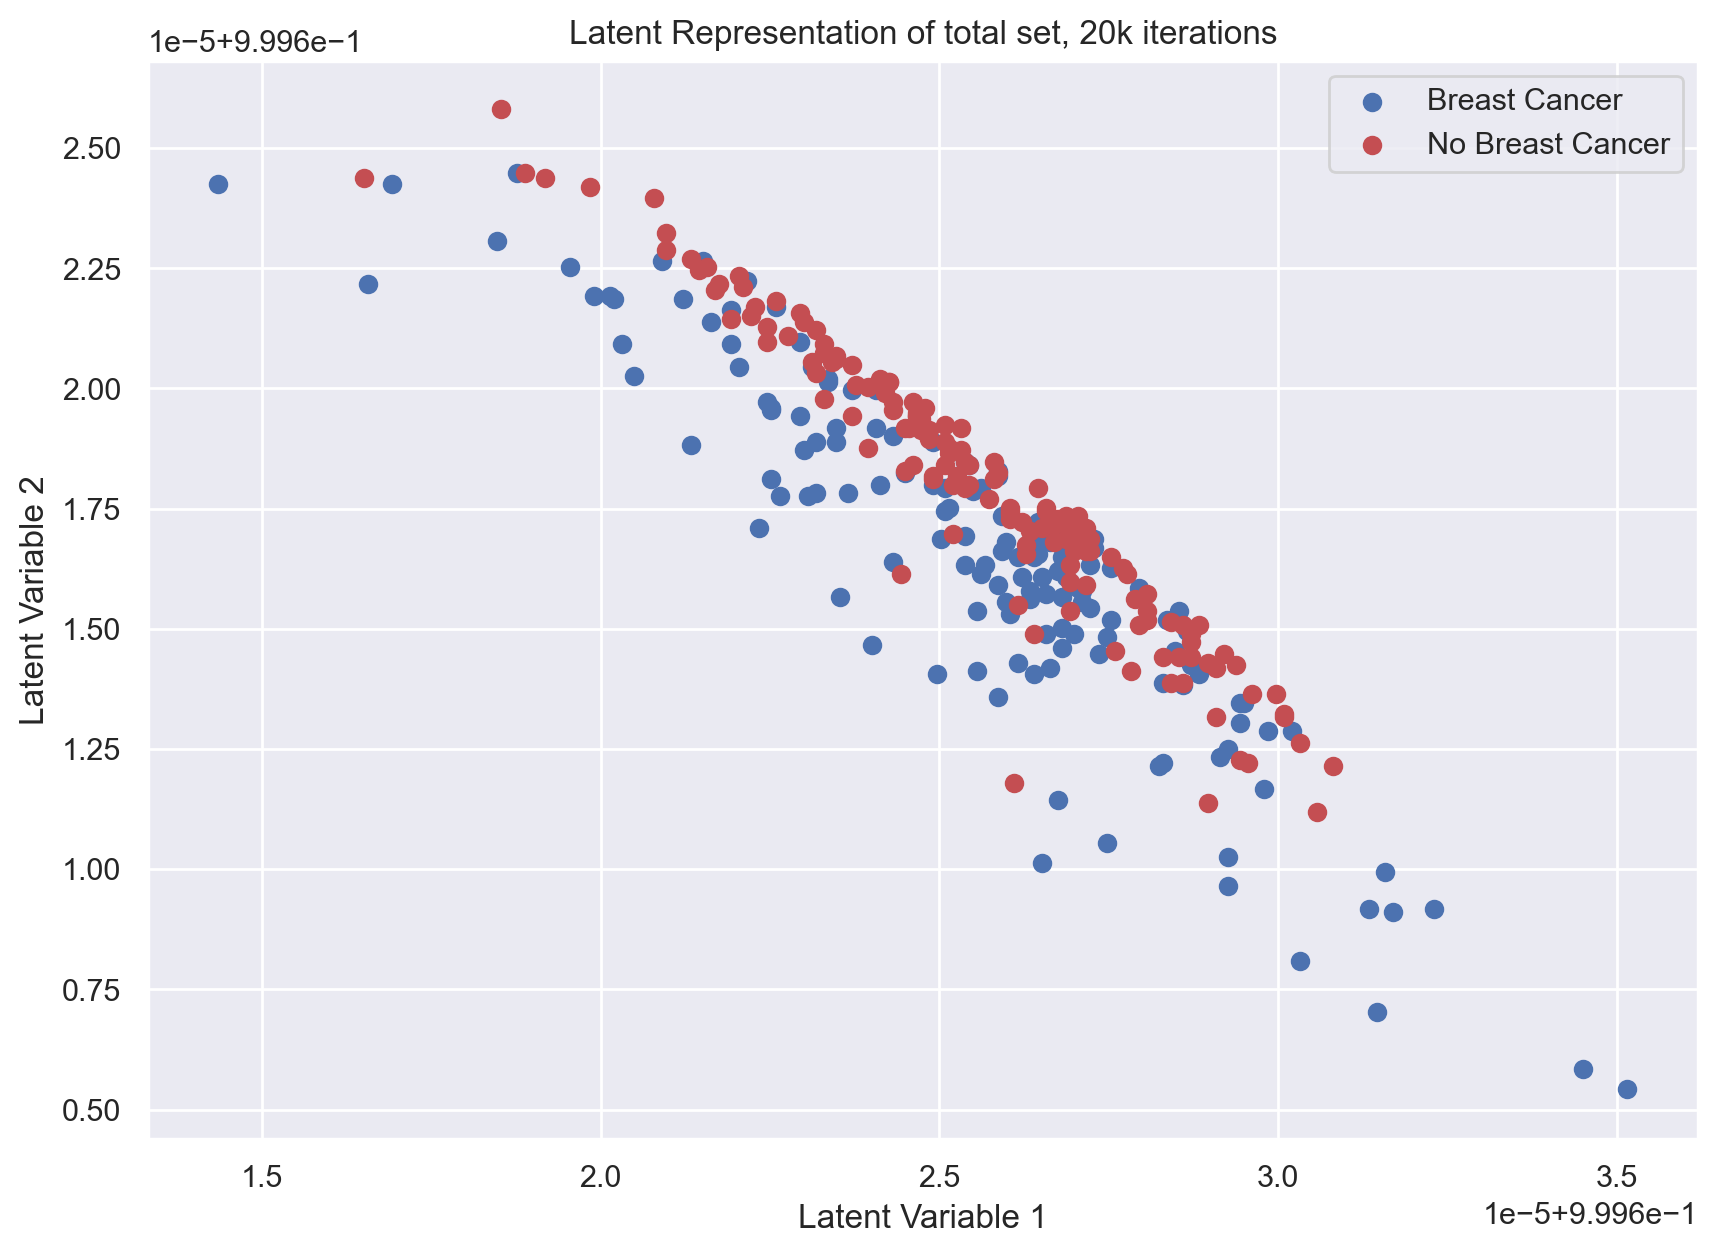 Latent Representation of total set, 20k iterations
1e−5+9.996e−1
Breast Cancer
No Breast Cancer
2.50
2.25
2.00
1.75
1.50
1.25
1.00
0.75
0.50
Latent Variable 2
1.5 2.0 2.5 3.0 3.5
Latent Variable 1
1e−5+9.996e−1